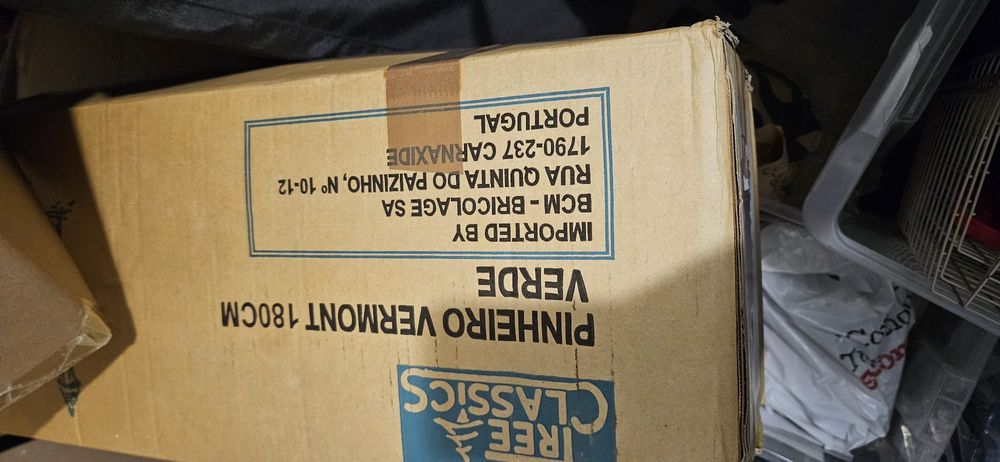 TREE
CLASSICS
PINHEIRO VERMONT 180CM
VERDE
IMPORTED BY
BCM - BRICOLAGE SA
RUA QUINTA DO PAIZINHO, Nº 10-12
1790-237 CARNAXIDE
PORTUGAL